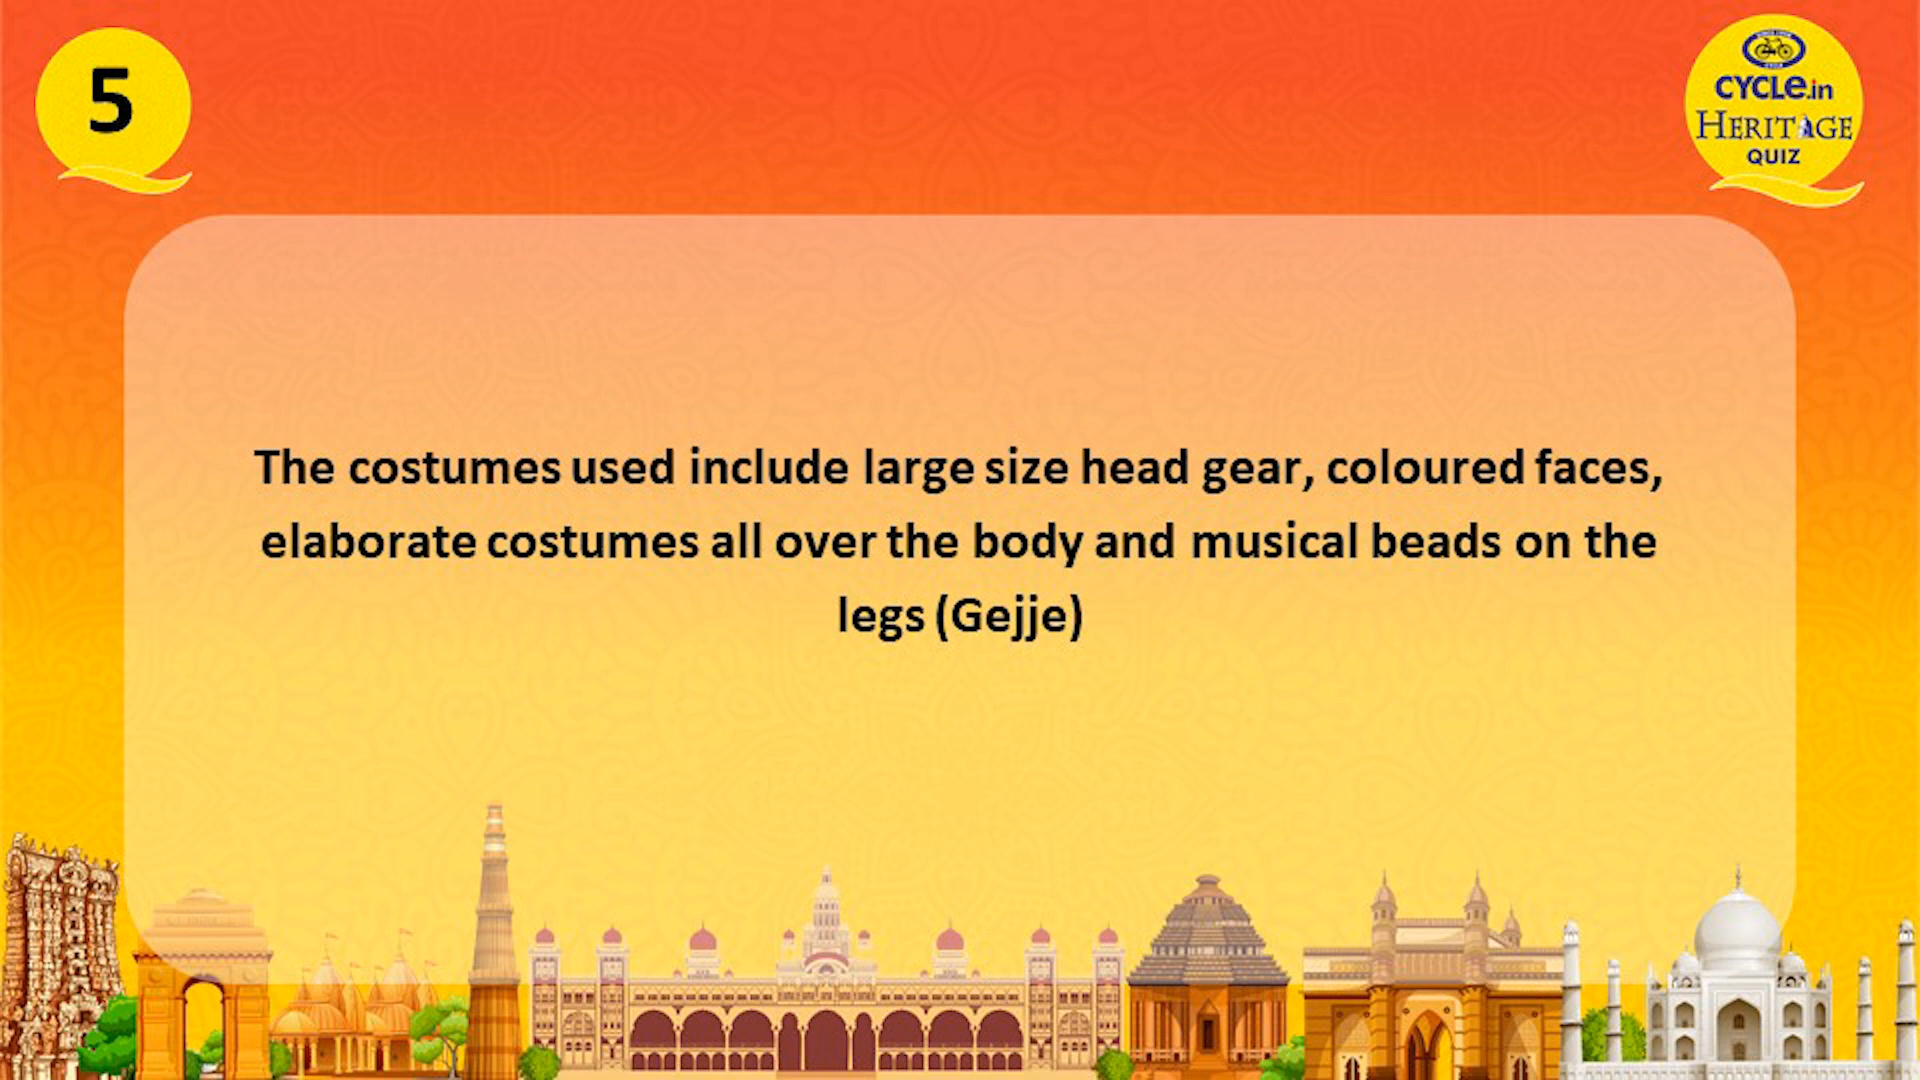 5
CYCLE.in
HERITAGE
QUIZ
The costumes used include large size head gear, coloured faces,
elaborate costumes all over the body and musical beads on the
legs (Gejje)